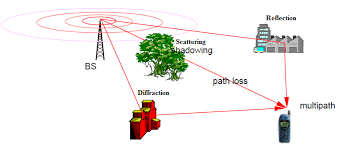 Reflection
Scattering
shadowing
BS
path loss
Diffraction
multipath